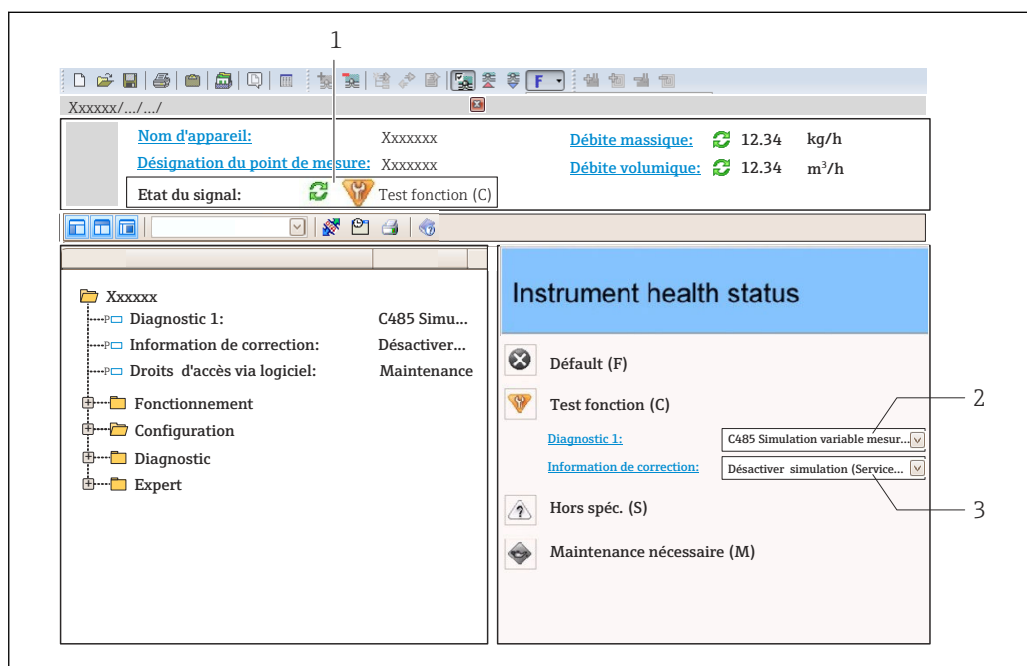 1
F
Xxxxxx/.../.../
Nom d'appareil: Xxxxxxx Débite massique: 12.34 kg/h
Désignation du point de mesure: Xxxxxxx Débite volumique: 12.34 m³/h
Etat du signal: Test fonction (C)
Xxxxxx
P Diagnostic 1: C485 Simu...
P Information de correction: Désactiver...
P Droits d'accès via logiciel: Maintenance
Fonctionnement
Configuration
Diagnostic
Expert
Instrument health status
Défault (F)
Test fonction (C)
2
Diagnostic 1: C485 Simulation variable mesur...
Information de correction: Désactiver simulation (Service...
3
Hors spéc. (S)
Maintenance nécessaire (M)